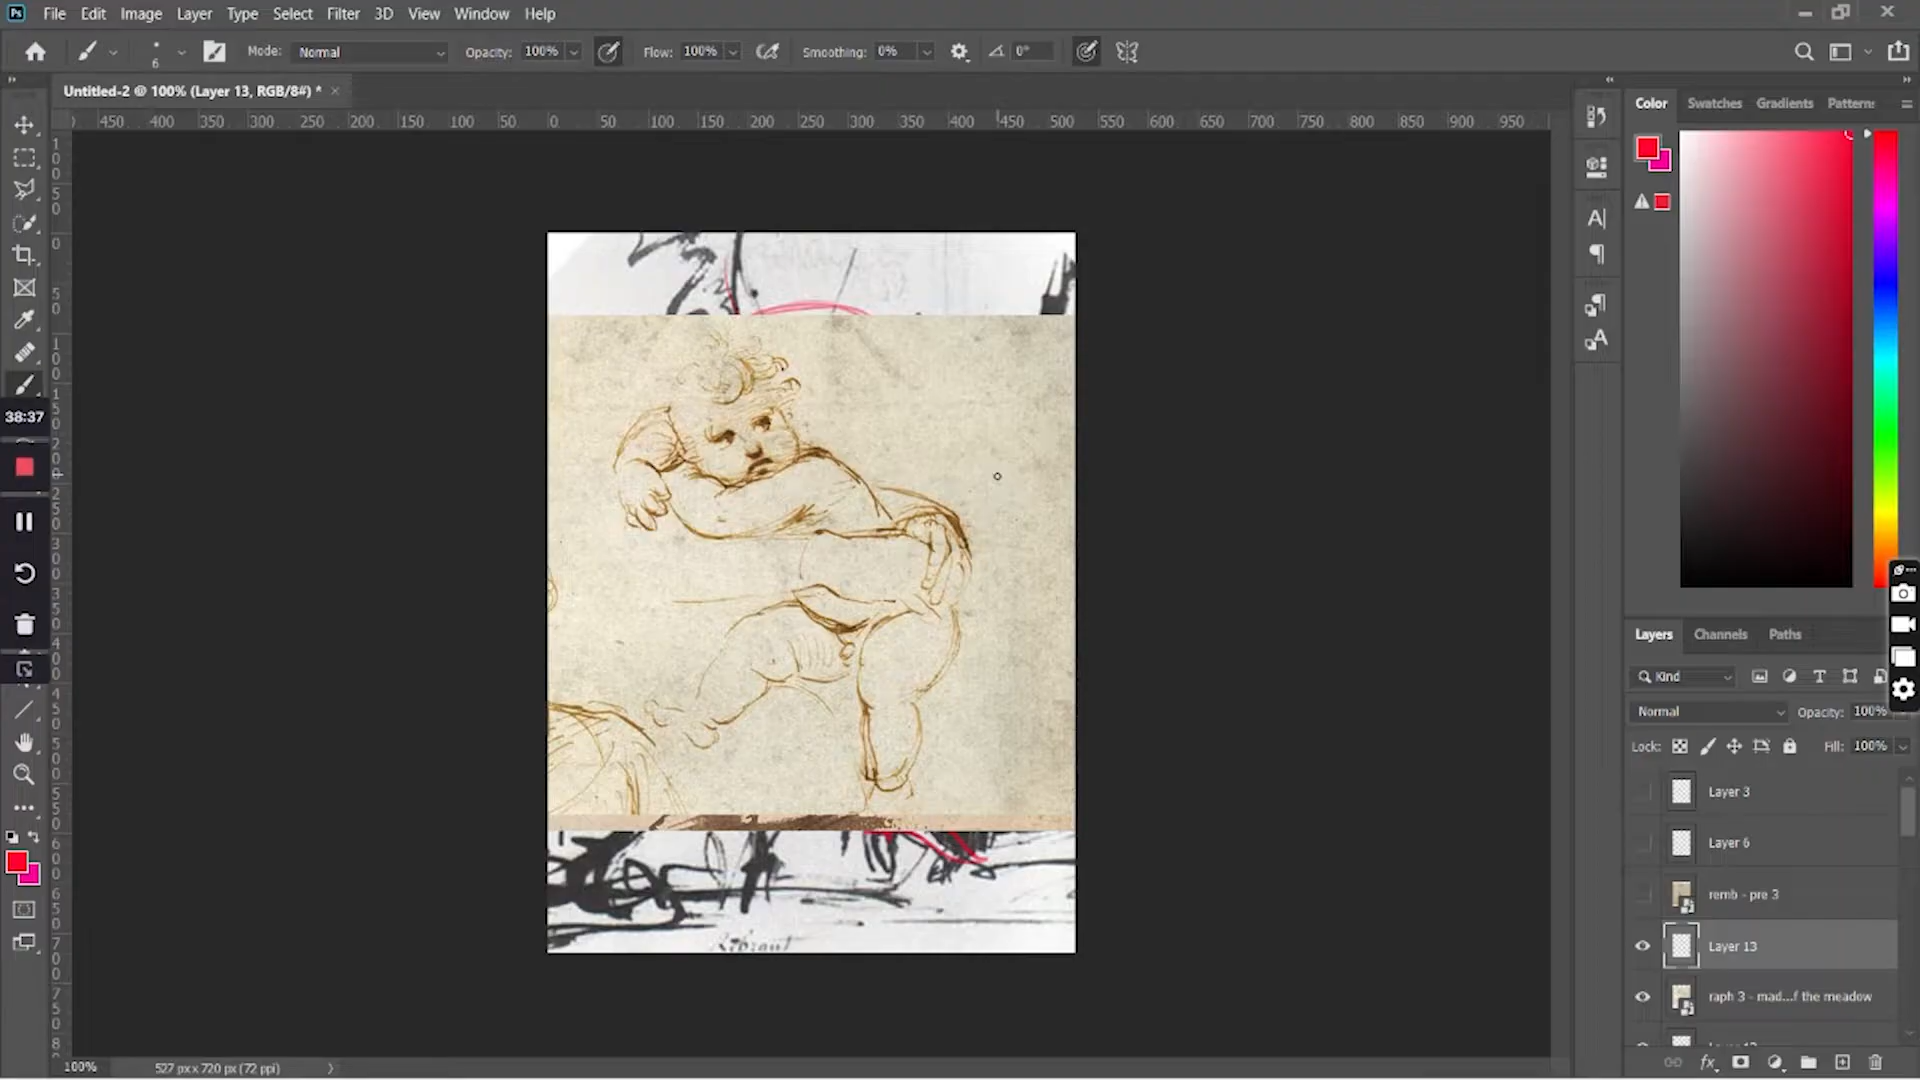 Ps File Edit Image Layer Type Select Filter 3D View Window Help
6 Mode: Normal Opacity: 100% Flow: 100% Smoothing: 0% 0°
Untitled-2 @ 100% (Layer 13, RGB/8#) * ×
450 400 350 300 250 200 150 100 50 0 50 100 150 200 250 300 350 400 450 500 550 600 650 700 750 800 850 900 950
Color Swatches Gradients Patterns
38:37
Layers Channels Paths
Kind
Normal Opacity: 100%
Lock: Fill: 100%
Layer 3
Layer 6
remb - pre 3
Layer 13
raph 3 - mad...f the meadow
100% 527 px x 720 px (72 ppi)